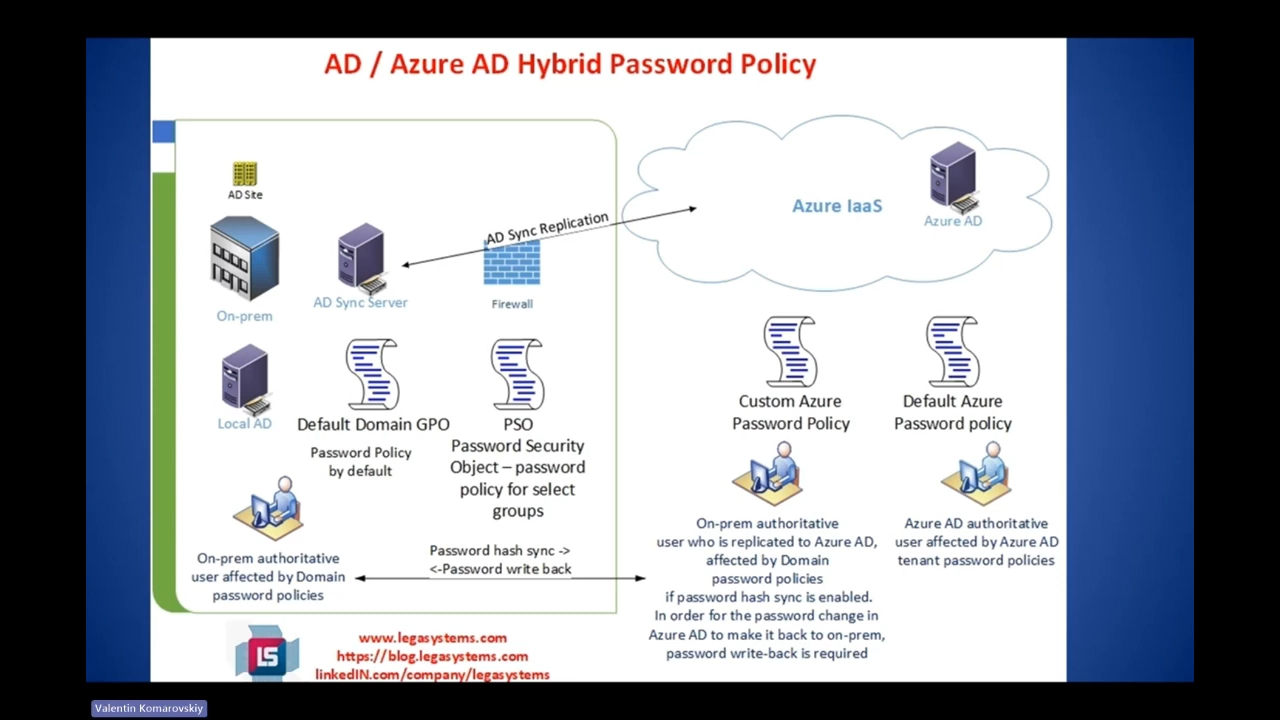 AD / Azure AD Hybrid Password Policy
AD Site
On-prem
AD Sync Server
AD Sync Replication
Firewall
Azure IaaS
Azure AD
Local AD
Default Domain GPO
Password Policy
by default
PSO
Password Security
Object – password
policy for select
groups
Custom Azure
Password Policy
Default Azure
Password policy
On-prem authoritative
user affected by Domain
password policies
Password hash sync ->
<-Password write back
On-prem authoritative
user who is replicated to Azure AD,
affected by Domain
password policies
if password hash sync is enabled.
In order for the password change in
Azure AD to make it back to on-prem,
password write-back is required
Azure AD authoritative
user affected by Azure AD
tenant password policies
LS
www.legasystems.com
https://blog.legasystems.com
linkedIN.com/company/legasystems
Valentin Komarovskiy